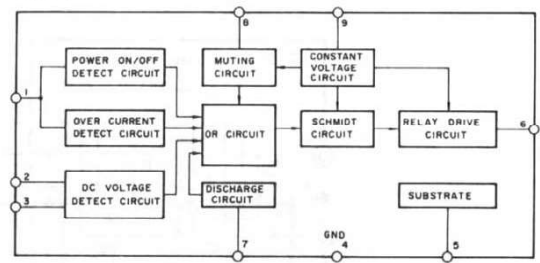 8
9
POWER ON/OFF
DETECT CIRCUIT
MUTING
CIRCUIT
CONSTANT
VOLTAGE
CIRCUIT
1
OVER CURRENT
DETECT CIRCUIT
OR CIRCUIT
SCHMIDT
CIRCUIT
RELAY DRIVE
CIRCUIT
6
2
3
DC VOLTAGE
DETECT CIRCUIT
DISCHARGE
CIRCUIT
SUBSTRATE
GND
7
4
5